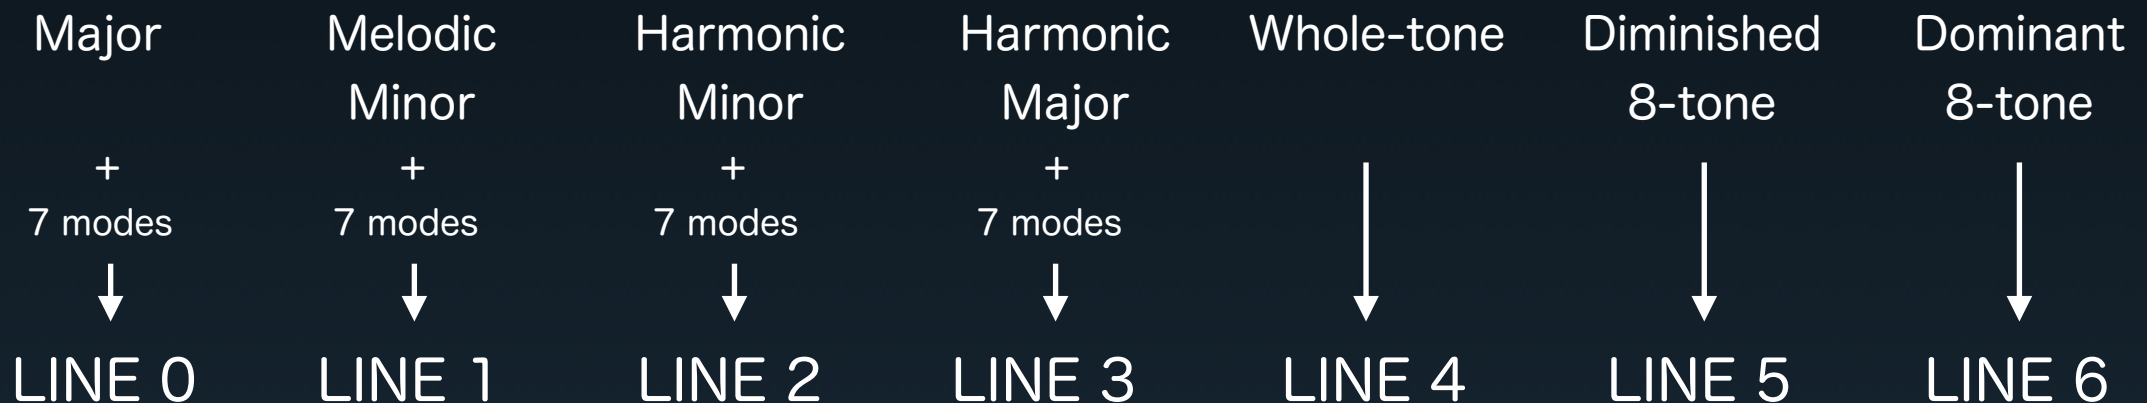 Major
Melodic
Minor
Harmonic
Minor
Harmonic
Major
Whole-tone
Diminished
8-tone
Dominant
8-tone
+
7 modes
+
7 modes
+
7 modes
+
7 modes
LINE 0
LINE 1
LINE 2
LINE 3
LINE 4
LINE 5
LINE 6